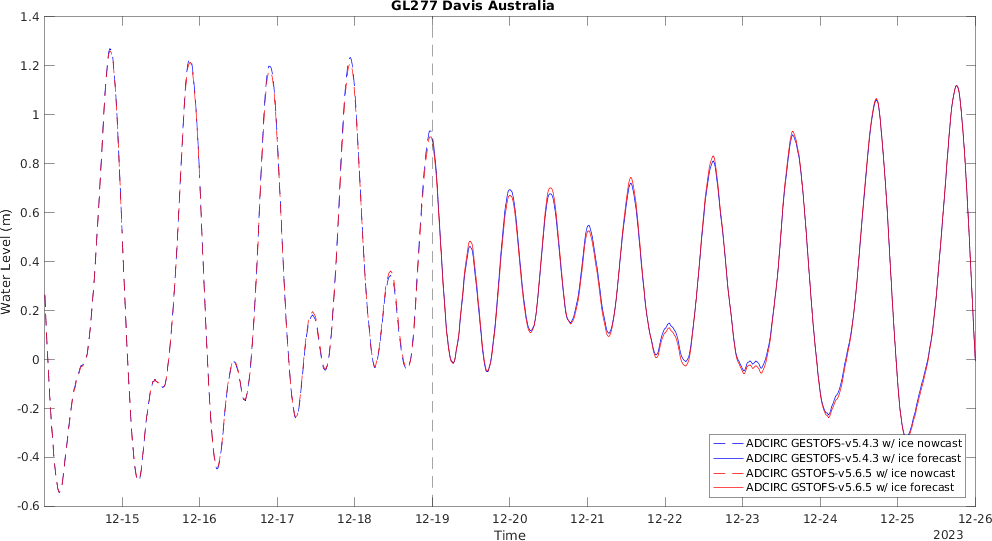 GL277 Davis Australia
1.4
1.2
1
0.8
0.6
0.4
0.2
0
-0.2
-0.4
-0.6
Water Level (m)
ADCIRC GESTOFS-v5.4.3 w/ ice nowcast
ADCIRC GESTOFS-v5.4.3 w/ ice forecast
ADCIRC GSTOFS-v5.6.5 w/ ice nowcast
ADCIRC GSTOFS-v5.6.5 w/ ice forecast
12-15 12-16 12-17 12-18 12-19 12-20 12-21 12-22 12-23 12-24 12-25 12-26
Time
2023